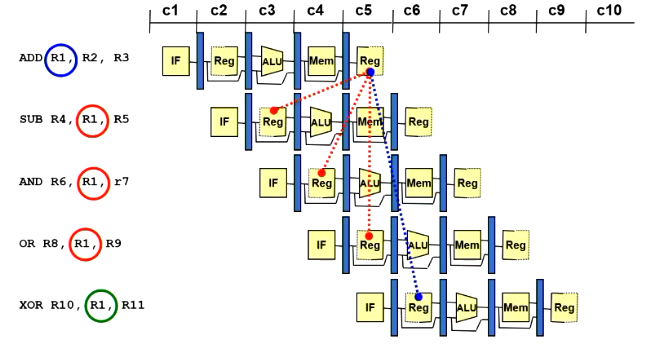 c1 c2 c3 c4 c5 c6 c7 c8 c9 c10
ADD R1, R2, R3 IF Reg ALU Mem Reg
SUB R4, R1, R5 IF Reg ALU Mem Reg
AND R6, R1, r7 IF Reg ALU Mem Reg
OR R8, R1, R9 IF Reg ALU Mem Reg
XOR R10, R1, R11 IF Reg ALU Mem Reg